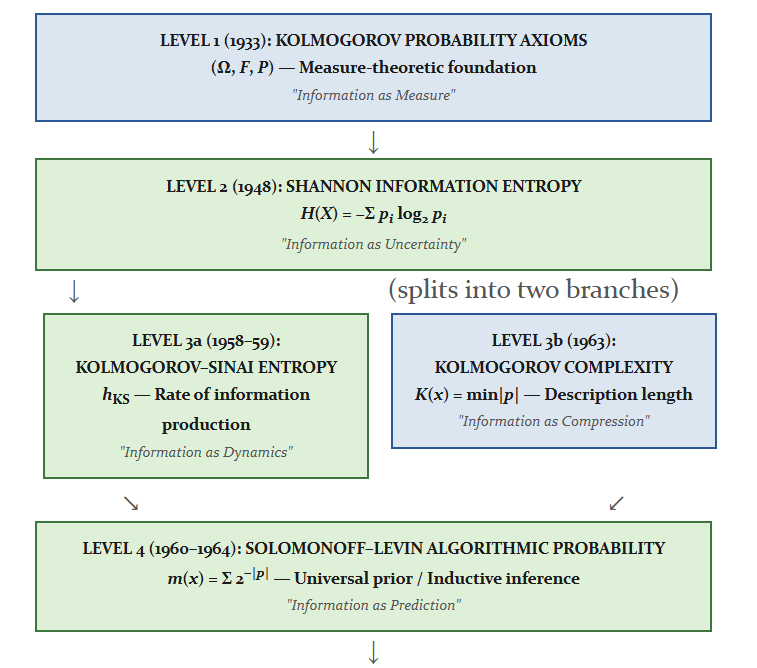 LEVEL 1 (1933): KOLMOGOROV PROBABILITY AXIOMS
(Ω, F, P) — Measure-theoretic foundation
"Information as Measure"
↓
LEVEL 2 (1948): SHANNON INFORMATION ENTROPY
H(X) = –Σ pᵢ log₂ pᵢ
"Information as Uncertainty"
↓ (splits into two branches)
LEVEL 3a (1958–59):
KOLMOGOROV–SINAI ENTROPY
h_KS — Rate of information
production
"Information as Dynamics"
LEVEL 3b (1963):
KOLMOGOROV COMPLEXITY
K(x) = min|p| — Description length
"Information as Compression"
↘ ↙
LEVEL 4 (1960–1964): SOLOMONOFF–LEVIN ALGORITHMIC PROBABILITY
m(x) = Σ 2^−|p| — Universal prior / Inductive inference
"Information as Prediction"
↓